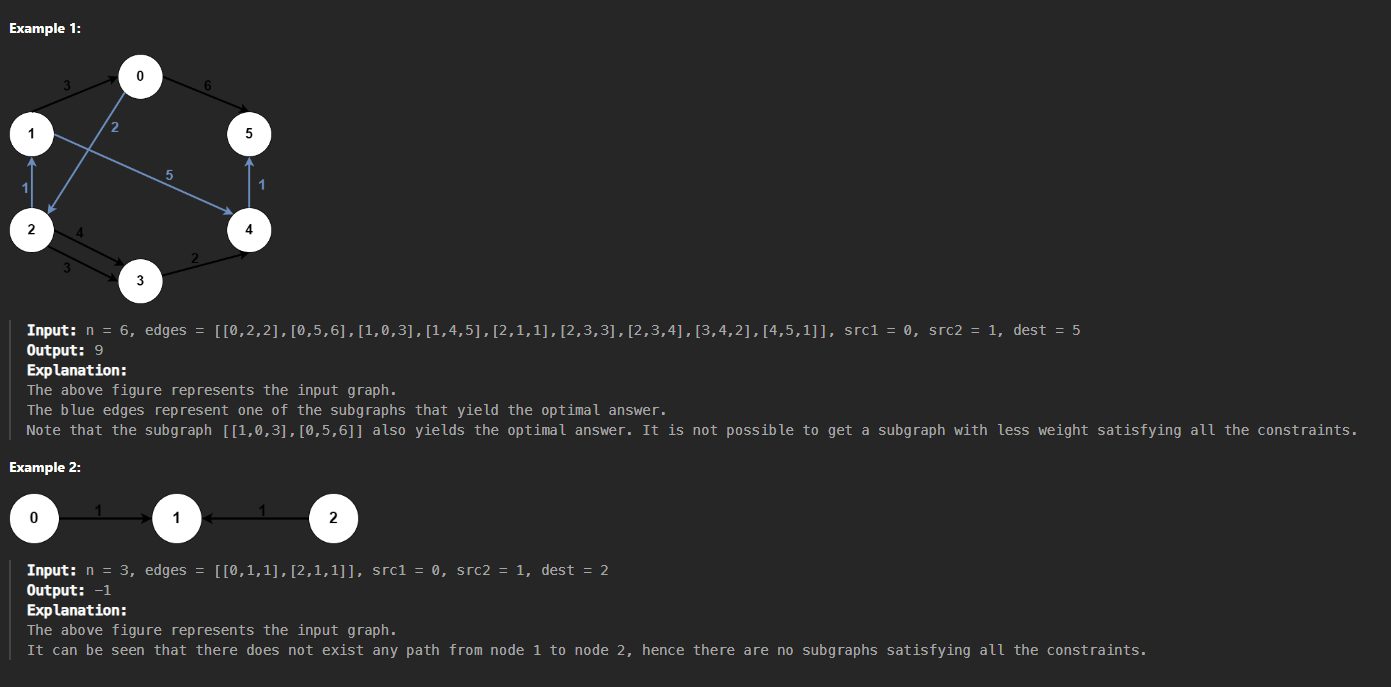 Example 1:
0
3
6
1
2
5
5
1
1
2
4
4
3
2
3
Input: n = 6, edges = [[0,2,2],[0,5,6],[1,0,3],[1,4,5],[2,1,1],[2,3,3],[2,3,4],[3,4,2],[4,5,1]], src1 = 0, src2 = 1, dest = 5
Output: 9
Explanation:
The above figure represents the input graph.
The blue edges represent one of the subgraphs that yield the optimal answer.
Note that the subgraph [[1,0,3],[0,5,6]] also yields the optimal answer. It is not possible to get a subgraph with less weight satisfying all the constraints.
Example 2:
0 1 1 1 2
Input: n = 3, edges = [[0,1,1],[2,1,1]], src1 = 0, src2 = 1, dest = 2
Output: -1
Explanation:
The above figure represents the input graph.
It can be seen that there does not exist any path from node 1 to node 2, hence there are no subgraphs satisfying all the constraints.